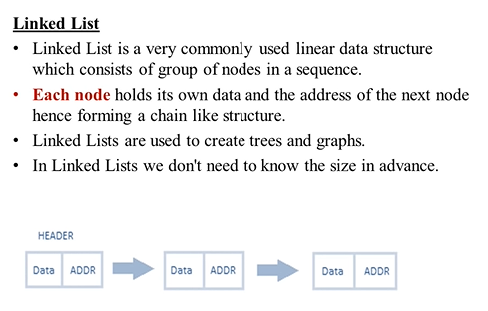 Linked List
• Linked List is a very commonly used linear data structure
which consists of group of nodes in a sequence.
• Each node holds its own data and the address of the next node
hence forming a chain like structure.
• Linked Lists are used to create trees and graphs.
• In Linked Lists we don't need to know the size in advance.
HEADER
Data ADDR Data ADDR Data ADDR